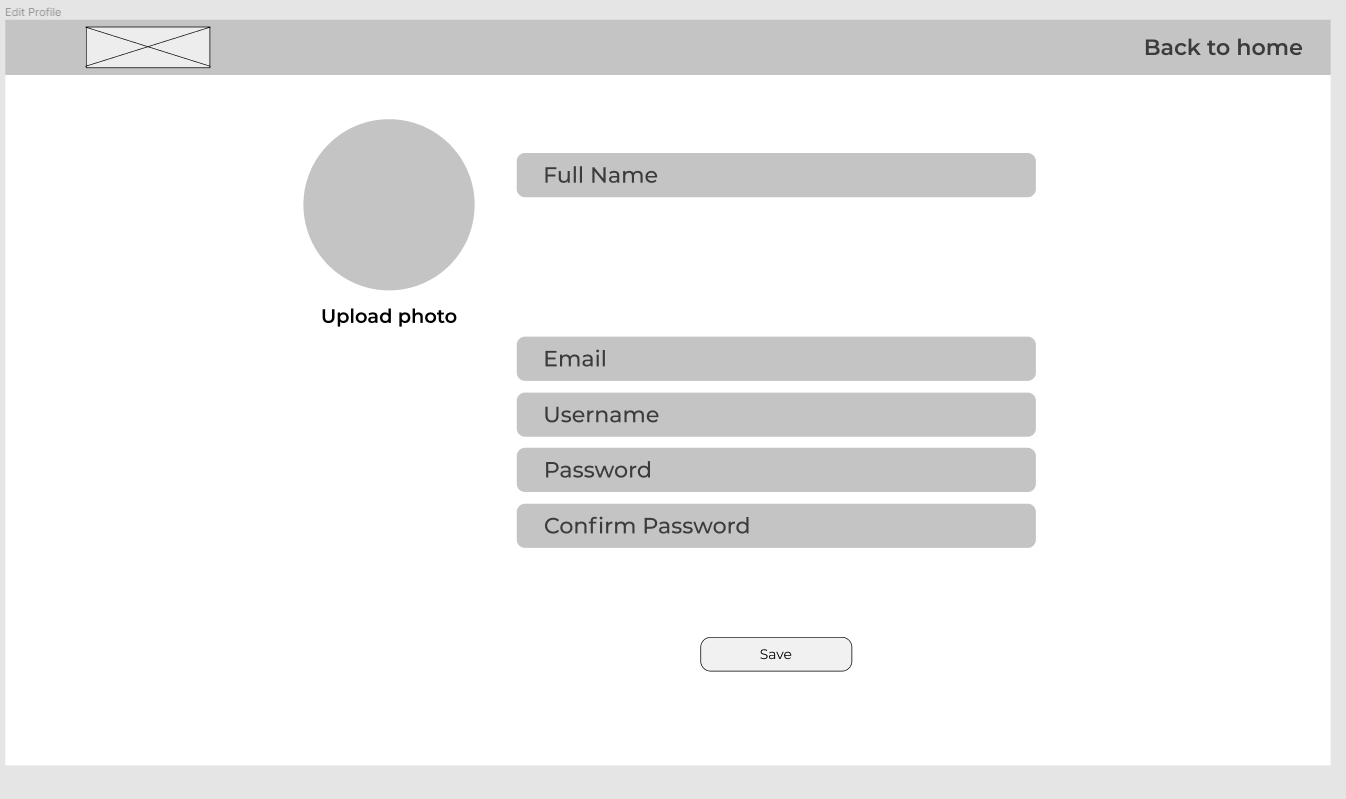 Edit Profile
Back to home
Full Name
Upload photo
Email
Username
Password
Confirm Password
Save